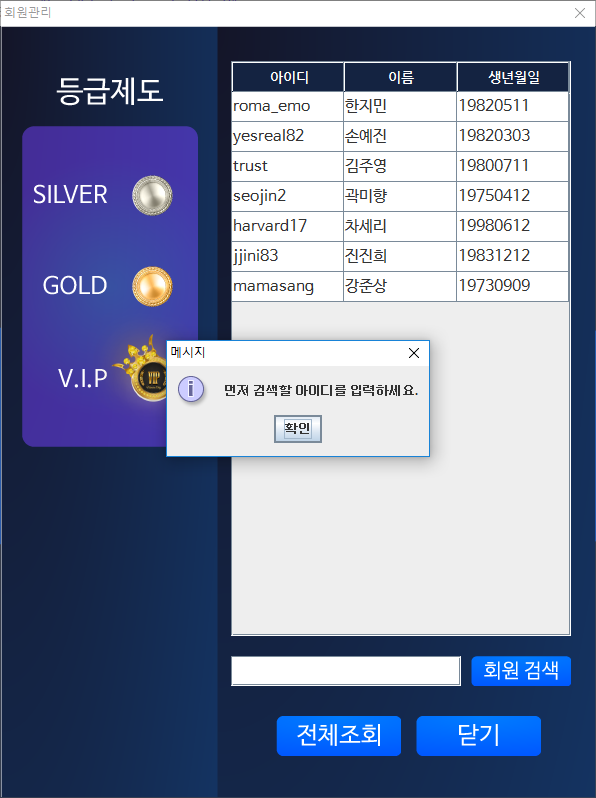 회원관리
등급제도
SILVER
GOLD
V.I.P
VIP
아이디 이름 생년월일
roma_emo 한지민 19820511
yesreal82 손예진 19820303
trust 김주영 19800711
seojin2 곽미향 19750412
harvard17 차세리 19980612
jjini83 진진희 19831212
mamasang 강준상 19730909
메시지
먼저 검색할 아이디를 입력하세요.
확인
회원 검색
전체조회 닫기